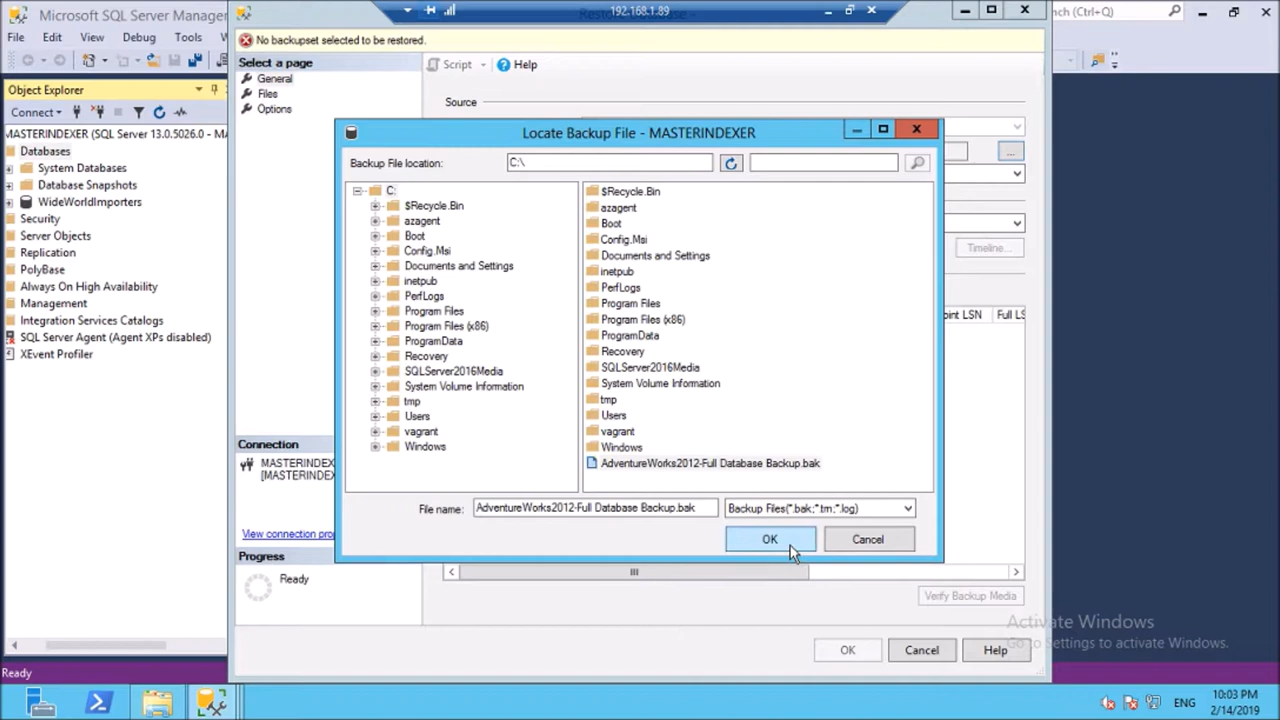 Microsoft SQL Server Manager
192.168.1.89
ch (Ctrl+Q)
File Edit View Debug Tools
No backupset selected to be restored.
Select a page
Script
Help
General
Files
Options
Source
Object Explorer
Connect
MASTERINDEXER (SQL Server 13.0.5026.0 - MA
Databases
System Databases
Database Snapshots
WideWorldImporters
Security
Server Objects
Replication
PolyBase
Always On High Availability
Management
Integration Services Catalogs
SQL Server Agent (Agent XPs disabled)
XEvent Profiler
Locate Backup File - MASTERINDEXER
Backup File location:
C:\
C:
$Recycle.Bin
azagent
Boot
Config.Msi
Documents and Settings
inetpub
PerfLogs
Program Files
Program Files (x86)
ProgramData
Recovery
SQLServer2016Media
System Volume Information
tmp
Users
vagrant
Windows
$Recycle.Bin
azagent
Boot
Config.Msi
Documents and Settings
inetpub
PerfLogs
Program Files
Program Files (x86)
ProgramData
Recovery
SQLServer2016Media
System Volume Information
tmp
Users
vagrant
Windows
AdventureWorks2012-Full Database Backup.bak
File name:
AdventureWorks2012-Full Database Backup.bak
Backup Files(*.bak;*.trn;*.log)
OK
Cancel
...
Timeline...
oint LSN
Full LS
Connection
MASTERINDEX
[MASTERINDE
View connection prop
Progress
Ready
Verify Backup Media
OK
Cancel
Help
Activate Windows
Go to Settings to activate Windows.
Ready
ENG
10:03 PM
2/14/2019